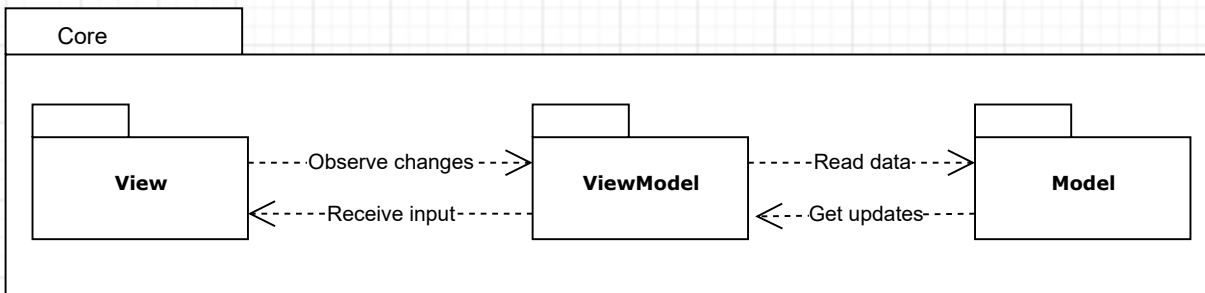 Core
View
Observe changes
Receive input
ViewModel
Read data
Get updates
Model